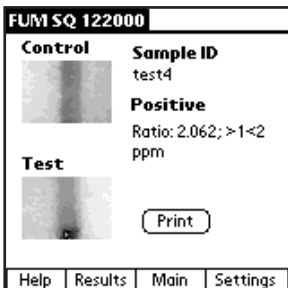 FUM SQ 122000
Control
Sample ID
test4
Positive
Ratio: 2.062; >1<2
ppm
Test
Print
Help Results Main Settings